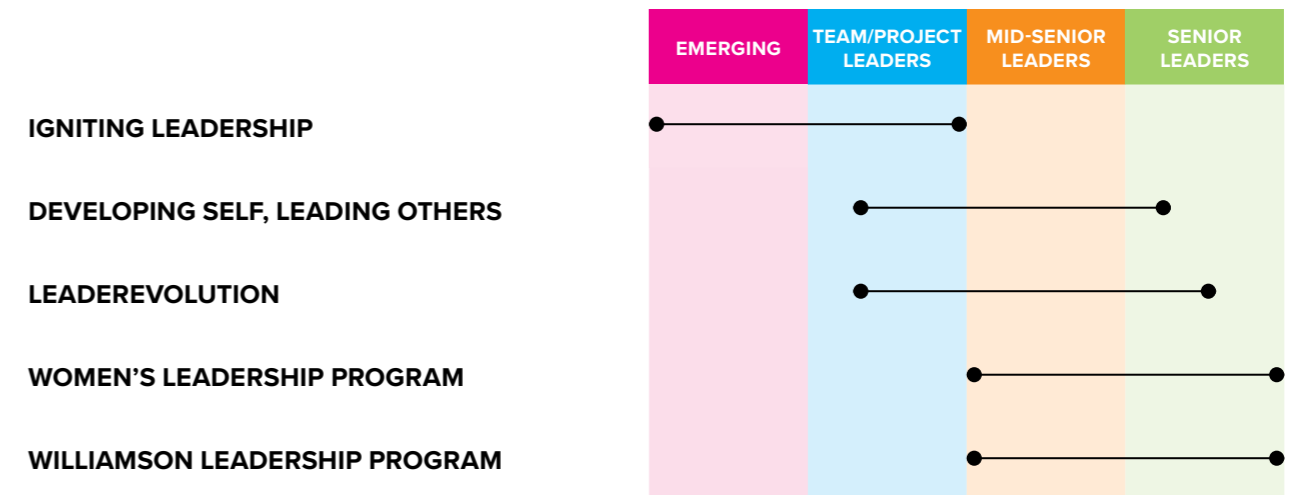 EMERGING
TEAM/PROJECT
LEADERS
MID-SENIOR
LEADERS
SENIOR
LEADERS
IGNITING LEADERSHIP
DEVELOPING SELF, LEADING OTHERS
LEADEREVOLUTION
WOMEN’S LEADERSHIP PROGRAM
WILLIAMSON LEADERSHIP PROGRAM